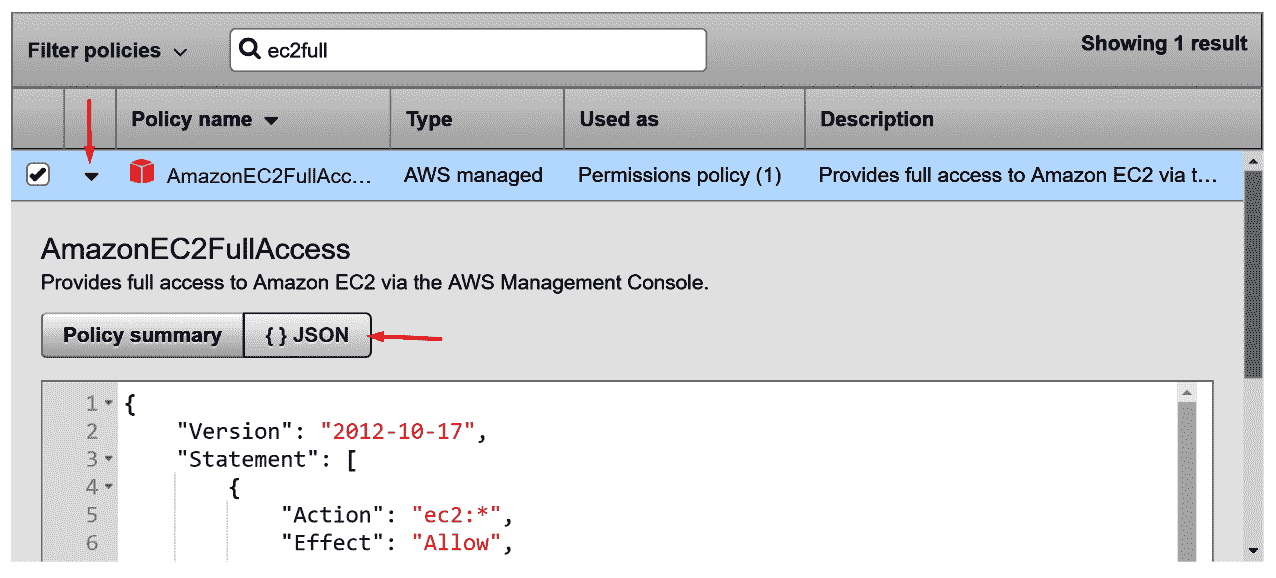 Filter policies ec2full Showing 1 result
Policy name Type Used as Description
AmazonEC2FullAcc... AWS managed Permissions policy (1) Provides full access to Amazon EC2 via t...
AmazonEC2FullAccess
Provides full access to Amazon EC2 via the AWS Management Console.
Policy summary { } JSON
1 {
2 "Version": "2012-10-17",
3 "Statement": [
4 {
5 "Action": "ec2:*",
6 "Effect": "Allow",